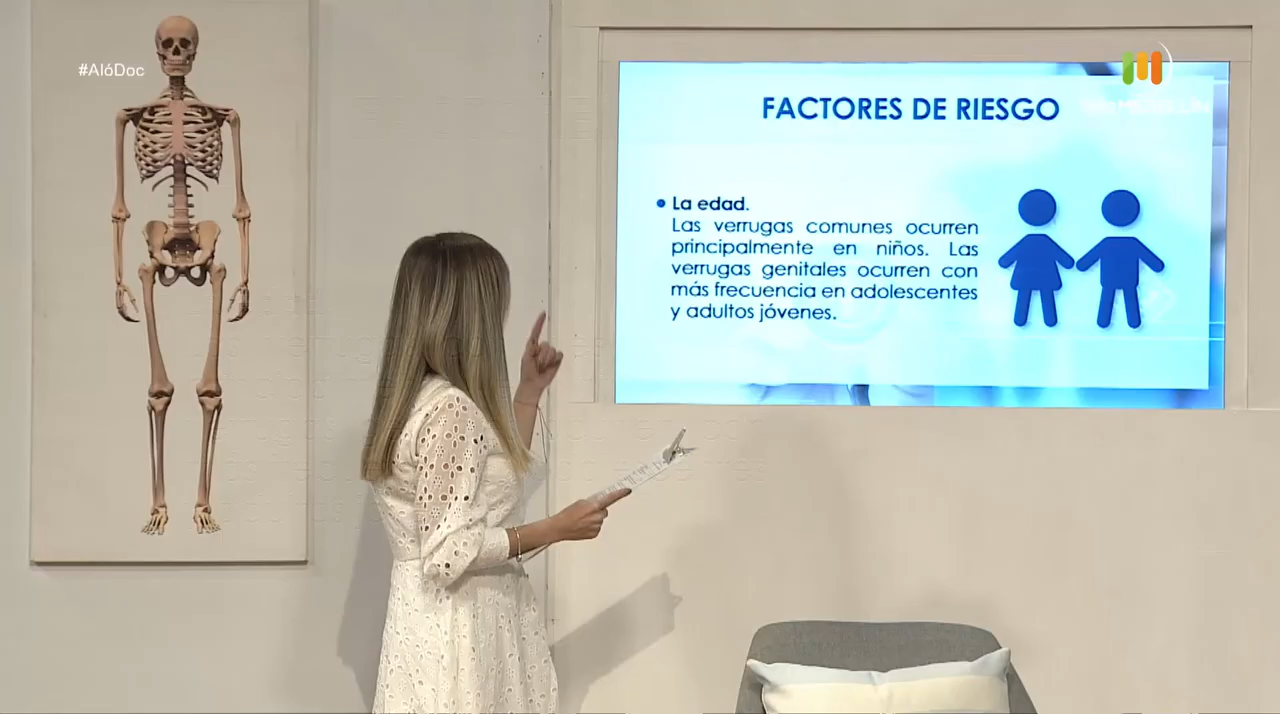 #AlóDoc
FACTORES DE RIESGO
• La edad.
Las verrugas comunes ocurren
principalmente en niños. Las
verrugas genitales ocurren con
más frecuencia en adolescentes
y adultos jóvenes.